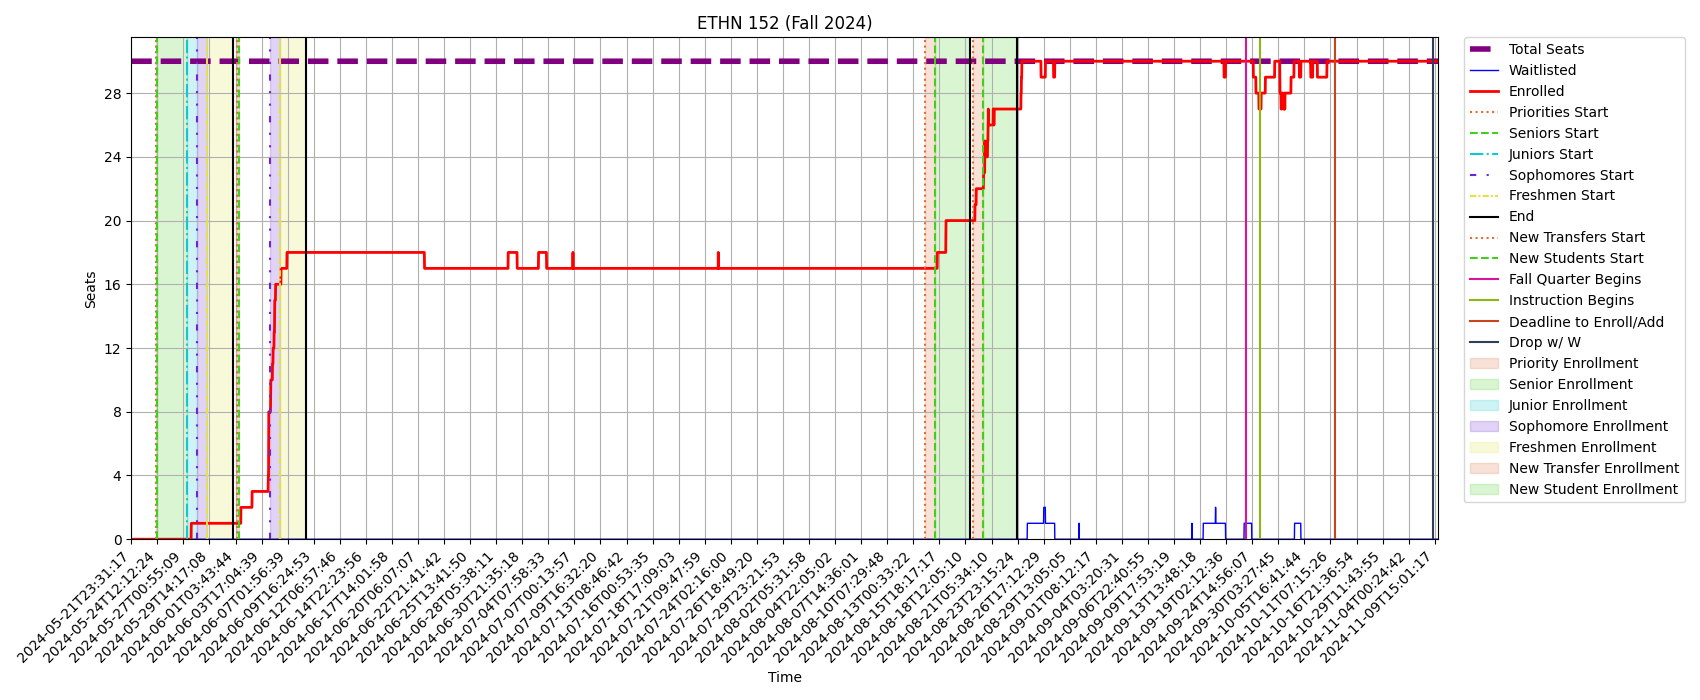 ETHN 152 (Fall 2024)
Seats
28
24
20
16
12
8
4
0
2024-05-21T23:31:17
2024-05-24T12:12:24
2024-05-27T00:55:09
2024-05-29T14:17:08
2024-06-01T03:43:44
2024-06-03T17:04:39
2024-06-07T01:56:39
2024-06-09T16:24:53
2024-06-12T06:57:46
2024-06-14T22:23:56
2024-06-17T14:01:58
2024-06-20T06:07:07
2024-06-22T21:41:42
2024-06-25T13:41:50
2024-06-28T05:38:11
2024-06-30T21:35:18
2024-07-04T07:58:33
2024-07-07T00:13:57
2024-07-09T16:32:20
2024-07-13T08:46:42
2024-07-16T00:53:35
2024-07-18T17:09:03
2024-07-21T09:47:59
2024-07-24T02:16:00
2024-07-26T18:49:20
2024-07-29T23:21:53
2024-08-02T05:31:58
2024-08-04T22:05:02
2024-08-07T14:36:01
2024-08-10T07:29:48
2024-08-13T00:33:22
2024-08-15T18:17:17
2024-08-18T12:05:10
2024-08-21T05:34:10
2024-08-23T23:15:24
2024-08-26T17:12:29
2024-08-29T13:05:05
2024-09-01T08:12:17
2024-09-04T03:20:31
2024-09-06T22:40:55
2024-09-09T17:53:19
2024-09-13T13:48:18
2024-09-19T02:12:36
2024-09-24T14:56:07
2024-09-30T03:27:45
2024-10-05T16:41:44
2024-10-11T07:15:26
2024-10-16T21:36:54
2024-10-29T11:43:55
2024-11-04T00:24:42
2024-11-09T15:01:17
Time
Total Seats
Waitlisted
Enrolled
Priorities Start
Seniors Start
Juniors Start
Sophomores Start
Freshmen Start
End
New Transfers Start
New Students Start
Fall Quarter Begins
Instruction Begins
Deadline to Enroll/Add
Drop w/ W
Priority Enrollment
Senior Enrollment
Junior Enrollment
Sophomore Enrollment
Freshmen Enrollment
New Transfer Enrollment
New Student Enrollment